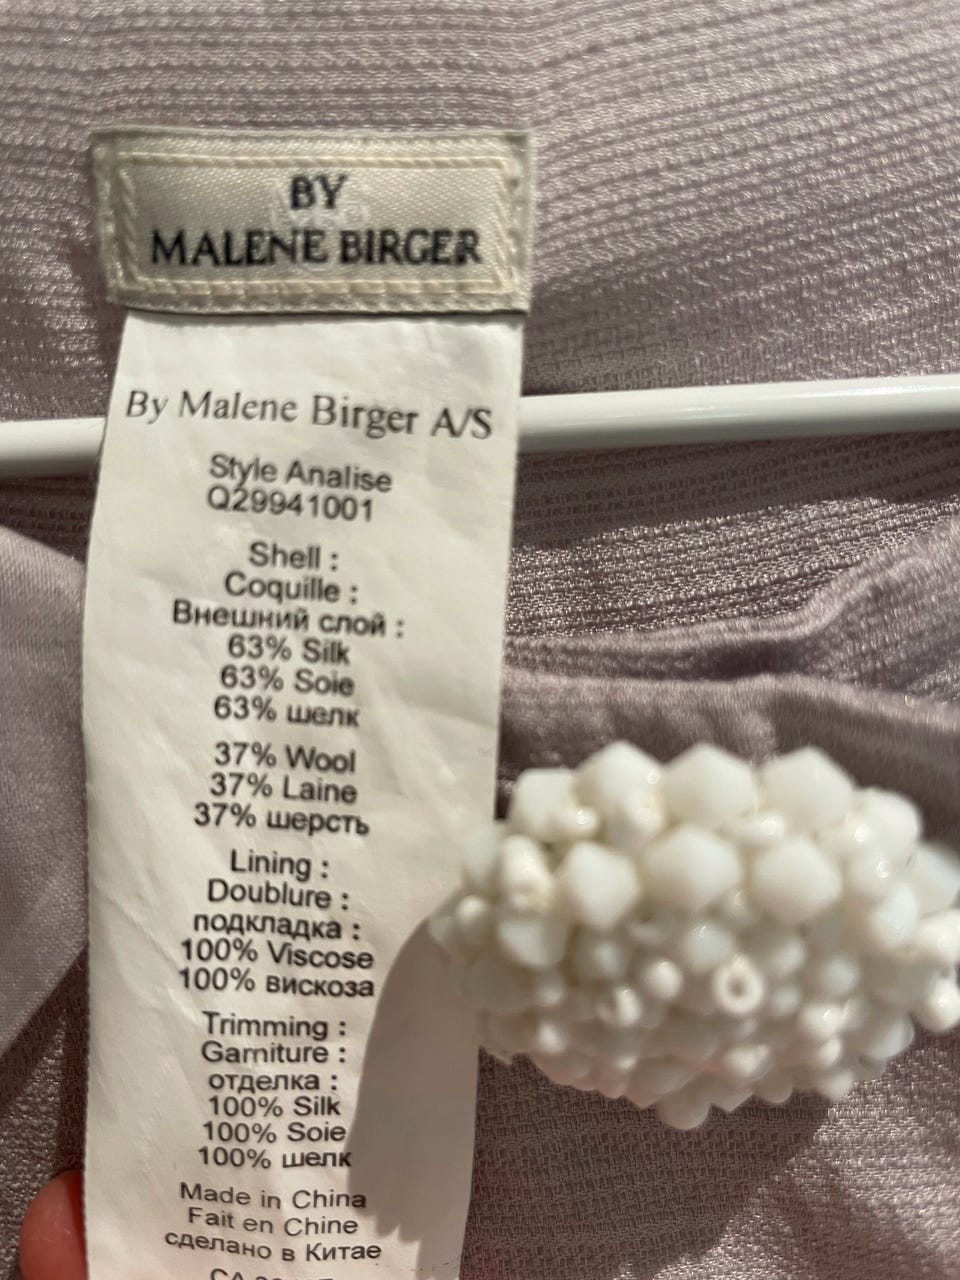 BY
MALENE BIRGER
By Malene Birger A/S
Style Analise
Q29941001
Shell :
Coquille :
Внешний слой :
63% Silk
63% Soie
63% шелк
37% Wool
37% Laine
37% шерсть
Lining :
Doublure :
подкладка :
100% Viscose
100% вискоза
Trimming :
Garniture :
отделка :
100% Silk
100% Soie
100% шелк
Made in China
Fait en Chine
сделано в Китае
CA